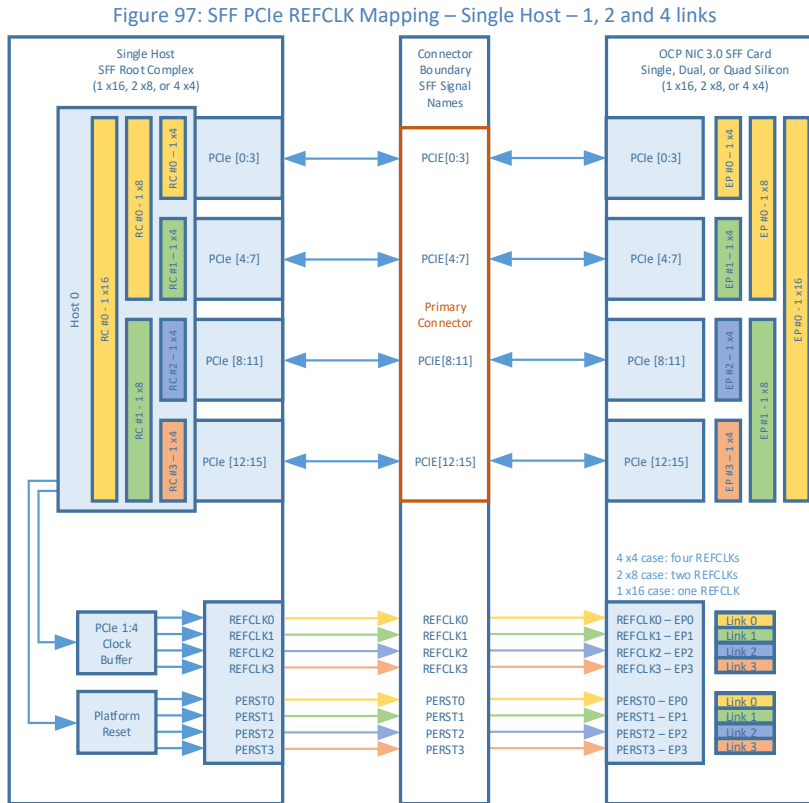 Figure 97: SFF PCIe REFCLK Mapping – Single Host – 1, 2 and 4 links
Single Host
SFF Root Complex
(1 x16, 2 x8, or 4 x4)
Connector
Boundary
SFF Signal
Names
OCP NIC 3.0 SFF Card
Single, Dual, or Quad Silicon
(1 x16, 2 x8, or 4 x4)
Host 0
RC #0 - 1 x16
RC #0 - 1 x8
RC #1 - 1 x8
RC #0 – 1 x4
RC #1 – 1 x4
RC #2 – 1 x4
RC #3 – 1 x4
PCIe [0:3]
PCIe [4:7]
PCIe [8:11]
PCIe [12:15]
PCIE[0:3]
PCIE[4:7]
Primary
Connector
PCIE[8:11]
PCIE[12:15]
PCIe [0:3]
PCIe [4:7]
PCIe [8:11]
PCIe [12:15]
EP #0 – 1 x4
EP #1 – 1 x4
EP #2 – 1 x4
EP #3 – 1 x4
EP #0 - 1 x8
EP #1 - 1 x8
EP #0 - 1 x16
4 x4 case: four REFCLKs
2 x8 case: two REFCLKs
1 x16 case: one REFCLK
PCIe 1:4
Clock
Buffer
REFCLK0
REFCLK1
REFCLK2
REFCLK3
REFCLK0
REFCLK1
REFCLK2
REFCLK3
REFCLK0 – EP0
REFCLK1 – EP1
REFCLK2 – EP2
REFCLK3 – EP3
Link 0
Link 1
Link 2
Link 3
Platform
Reset
PERST0
PERST1
PERST2
PERST3
PERST0
PERST1
PERST2
PERST3
PERST0 – EP0
PERST1 – EP1
PERST2 – EP2
PERST3 – EP3
Link 0
Link 1
Link 2
Link 3